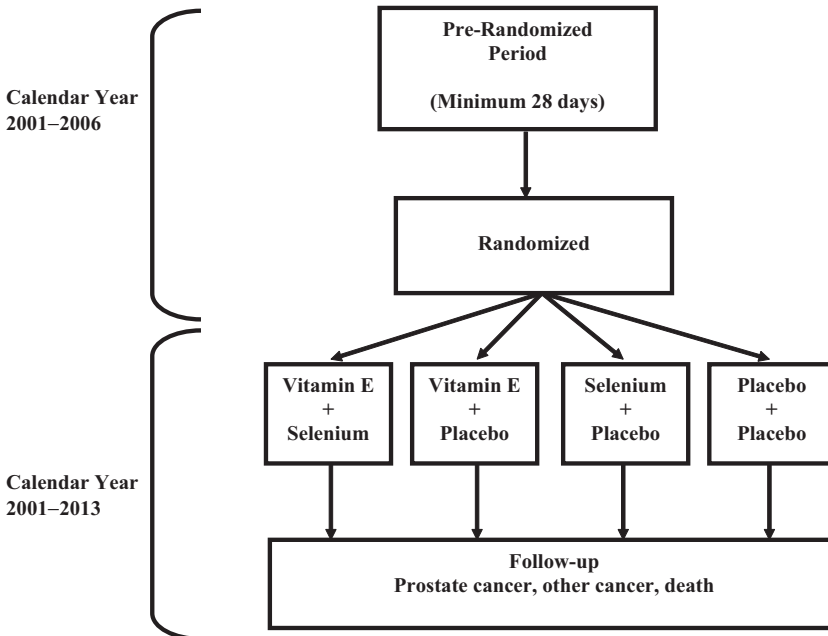 Pre-Randomized
Period
(Minimum 28 days)
Calendar Year
2001–2006
Randomized
Vitamin E
+
Selenium
Vitamin E
+
Placebo
Selenium
+
Placebo
Placebo
+
Placebo
Calendar Year
2001–2013
Follow-up
Prostate cancer, other cancer, death